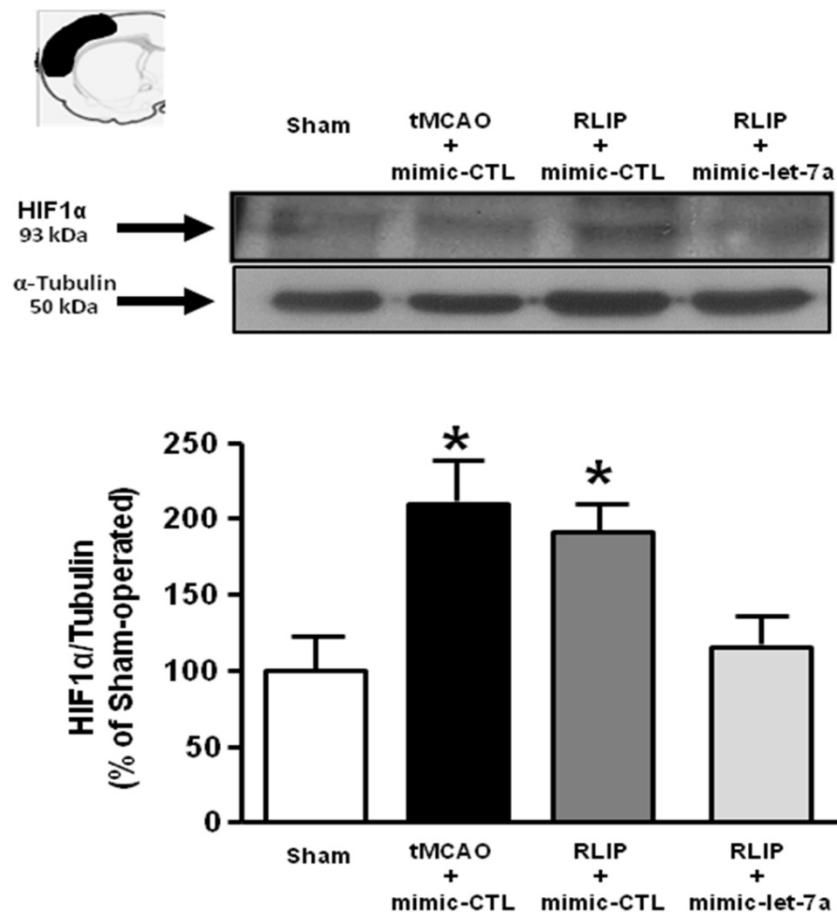 Sham
tMCAO
+
mimic-CTL
RLIP
+
mimic-CTL
RLIP
+
mimic-let-7a
HIF1α
93 kDa
α-Tubulin
50 kDa
HIF1α/Tubulin
(% of Sham-operated)
250
200
150
100
50
0
*
*
Sham
tMCAO
+
mimic-CTL
RLIP
+
mimic-CTL
RLIP
+
mimic-let-7a